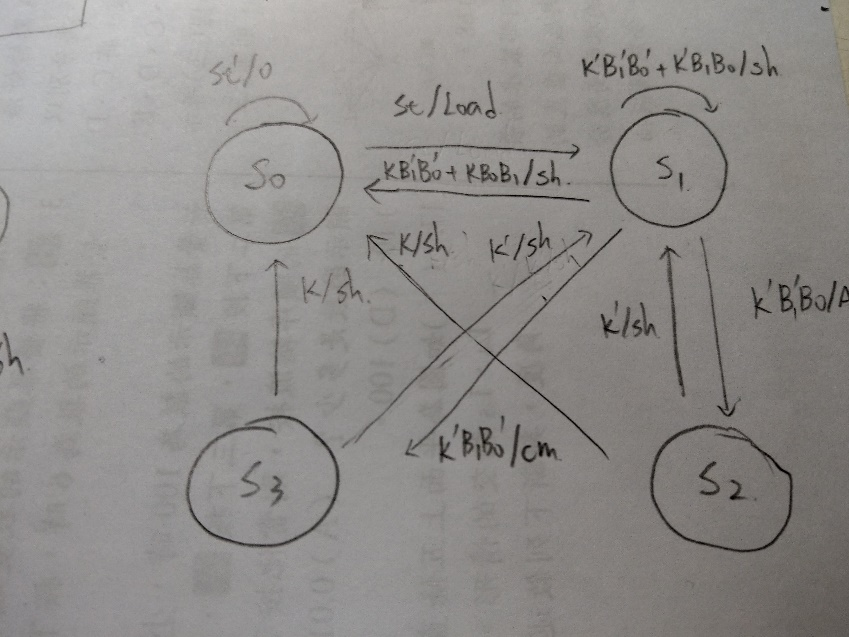 St'/0
K'B1'B0' + K'B1B0/sh
St/Load
S0
KB1'B0' + KB0B1/sh.
S1
K/sh
K'/sh
K/sh.
K'/sh
K'B1'B0/A
K'B1B0'/cm
S3
S2